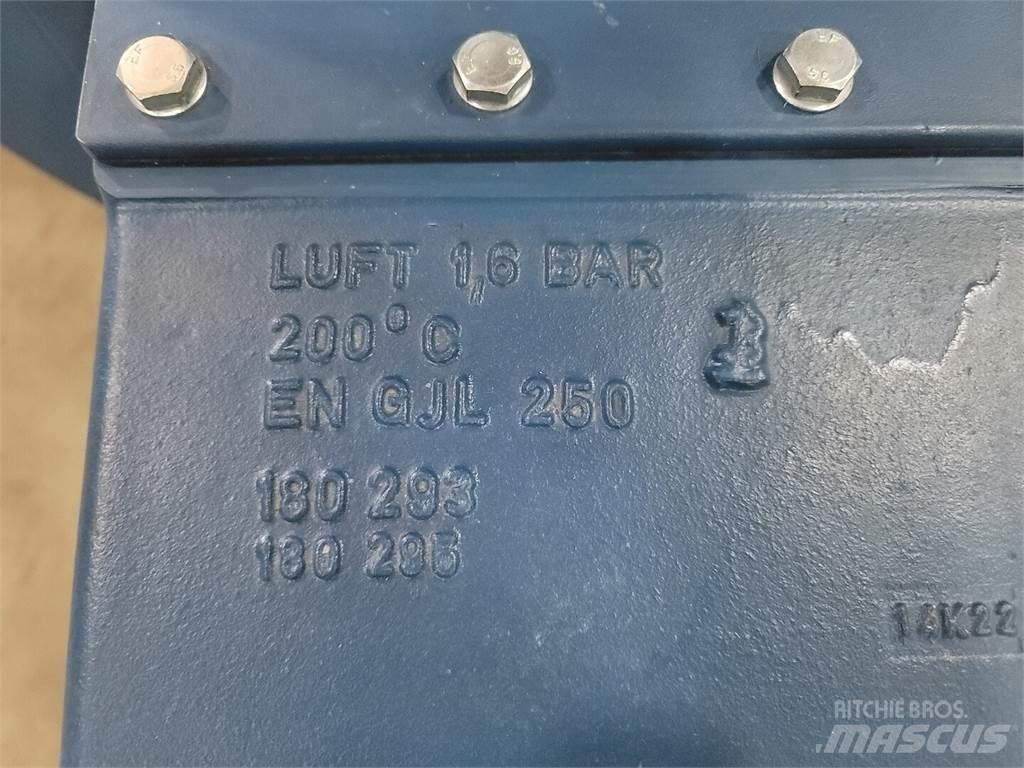 LUFT 1,6 BAR
200°C
EN GJL 250
180 293
180 295
14K22
RITCHIE BROS.
MASCUS